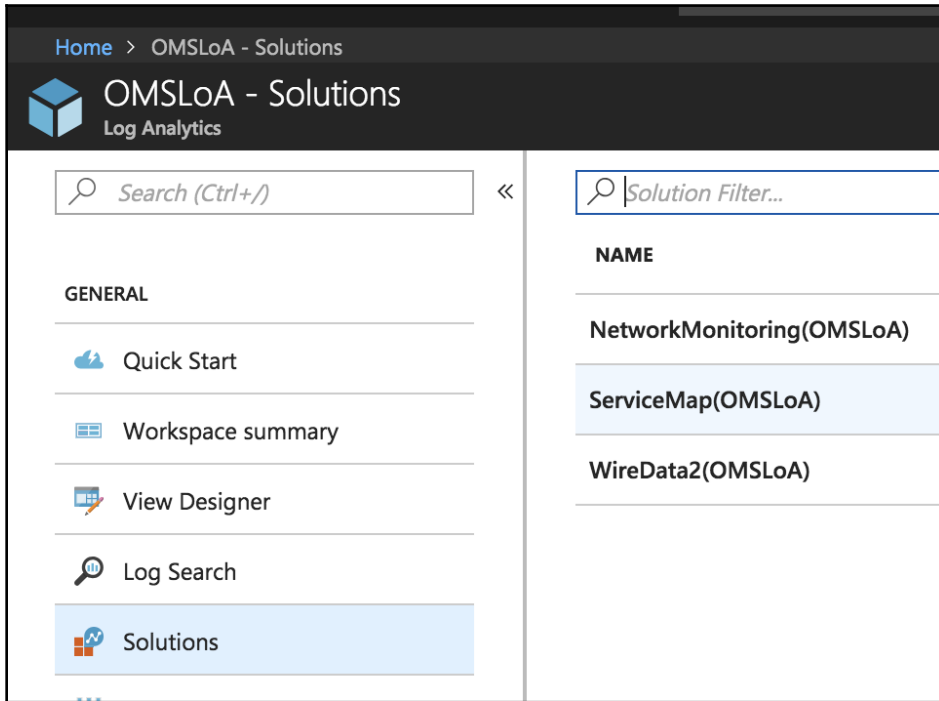 Home > OMSLoA - Solutions
OMSLoA - Solutions
Log Analytics
Search (Ctrl+/)
«
GENERAL
Quick Start
Workspace summary
View Designer
Log Search
Solutions
Solution Filter...
NAME
NetworkMonitoring(OMSLoA)
ServiceMap(OMSLoA)
WireData2(OMSLoA)